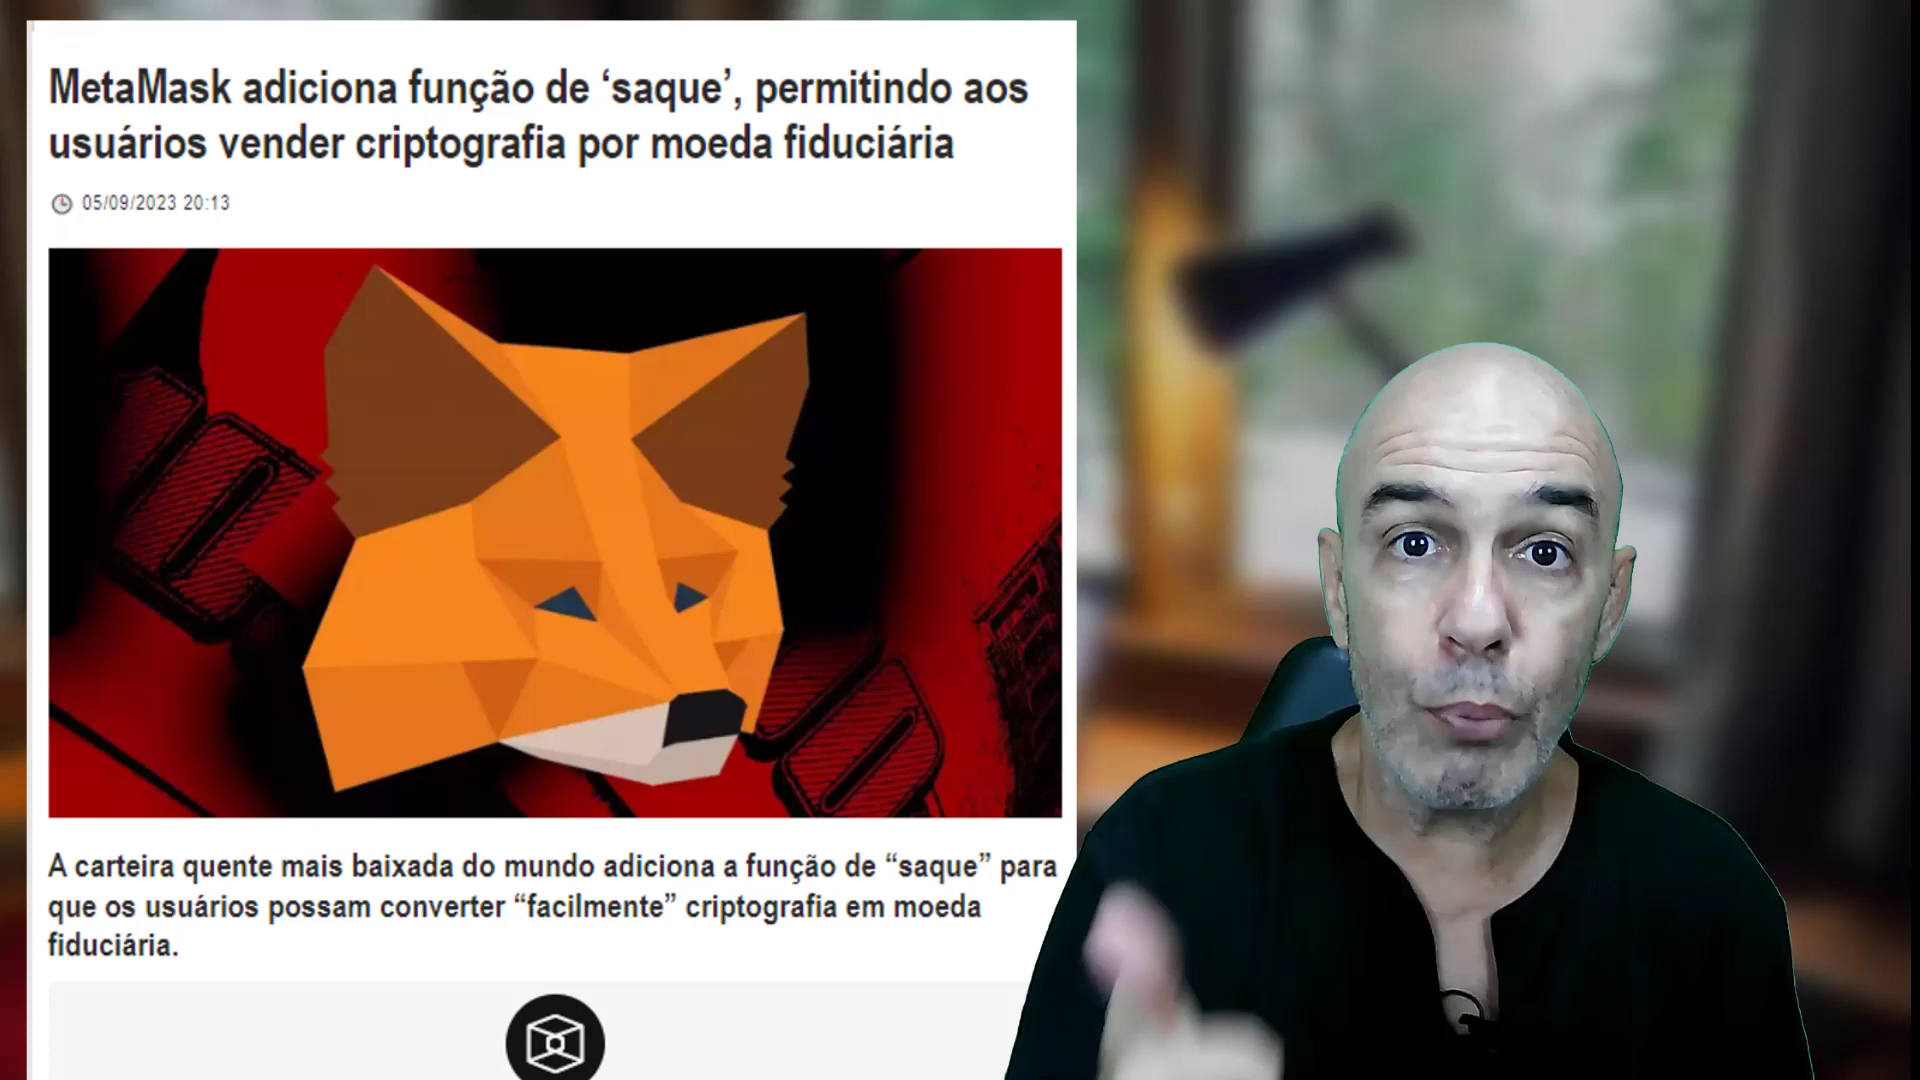 MetaMask adiciona função de ‘saque’, permitindo aos
usuários vender criptografia por moeda fiduciária
05/09/2023 20:13
A carteira quente mais baixada do mundo adiciona a função de “saque” para
que os usuários possam converter “facilmente” criptografia em moeda
fiduciária.